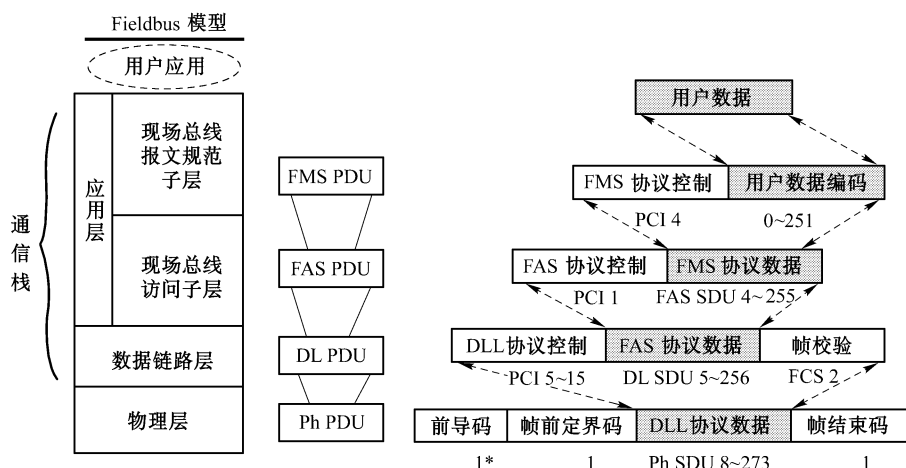 Fieldbus 模型
用户应用
通信栈
应用层
现场总线
报文规范
子层
现场总线
访问子层
数据链路层
物理层
FMS PDU
FAS PDU
DL PDU
Ph PDU
用户数据
FMS 协议控制
用户数据编码
PCI 4
0~251
FAS 协议控制
FMS 协议数据
PCI 1
FAS SDU 4~255
DLL协议控制
FAS 协议数据
帧校验
PCI 5~15
DL SDU 5~256
FCS 2
前导码
帧前定界码
DLL协议数据
帧结束码
1*
1
Ph SDU 8~273
1